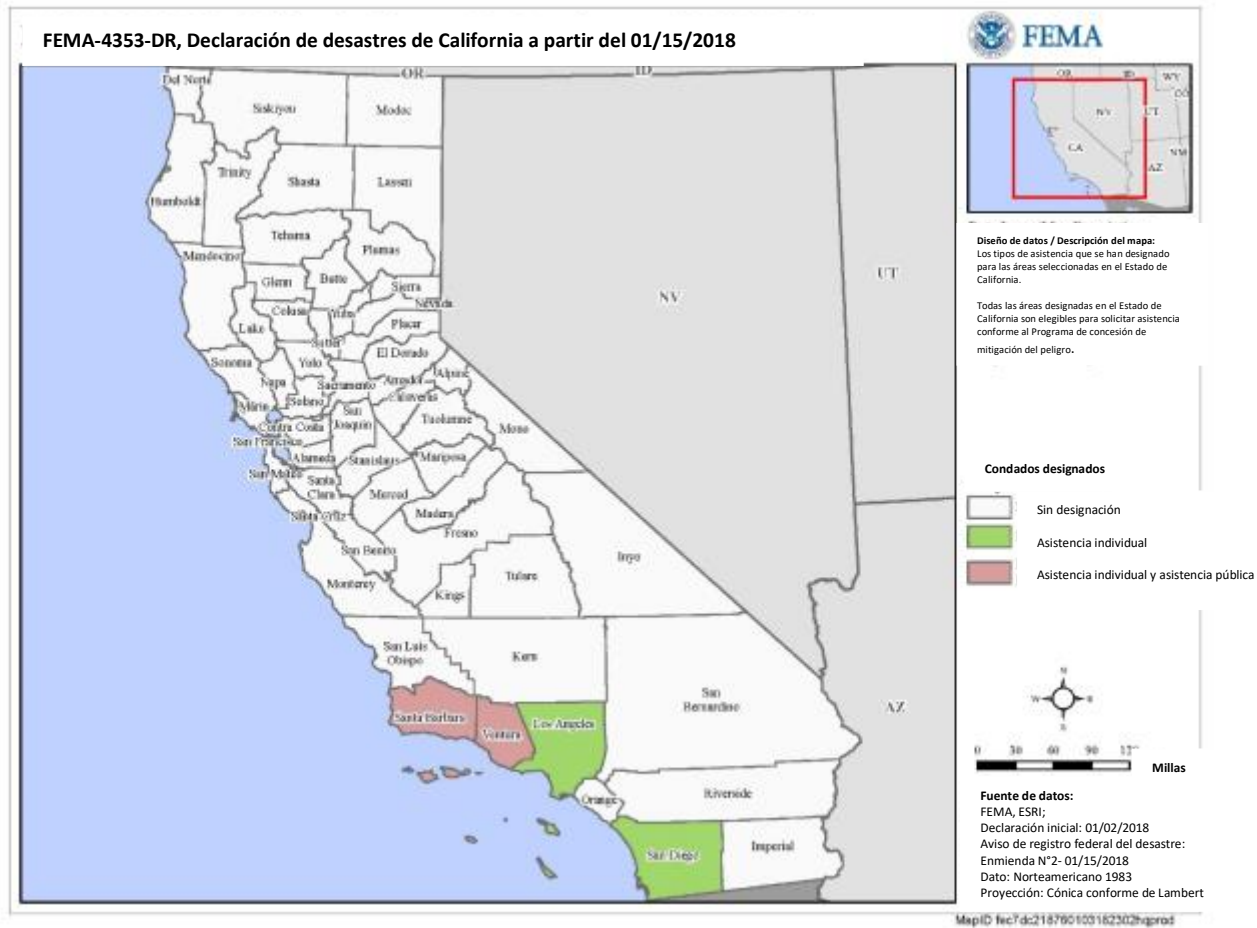 FEMA-4353-DR, Declaración de desastres de California a partir del 01/15/2018
FEMA
OR
ID
Del Norte
Siskiyou
Modoc
Trinity
Shasta
Lassen
Humboldt
Tehama
Plumas
Mendocino
Glenn
Butte
Sierra
Nevada
Colusa
Yuba
Placer
Lake
Sutter
El Dorado
Sonoma
Yolo
Napa
Sacramento
Amador
Alpine
Solano
Calaveras
Marin
San
Joaquin
Tuolumne
Contra Costa
Mono
San Francisco
Alameda
Stanislaus
Mariposa
San Mateo
Santa
Clara
Merced
Santa Cruz
Madera
Fresno
San Benito
Inyo
Monterey
Kings
Tulare
San Luis
Obispo
Kern
San
Bernardino
Santa Barbara
Ventura
Los Angeles
Orange
Riverside
San Diego
Imperial
NV
UT
AZ
OR
ID
WY
NV
UT
CO
CA
AZ
NM
Diseño de datos / Descripción del mapa:
Los tipos de asistencia que se han designado
para las áreas seleccionadas en el Estado de
California.
Todas las áreas designadas en el Estado de
California son elegibles para solicitar asistencia
conforme al Programa de concesión de
mitigación del peligro.
Condados designados
Sin designación
Asistencia individual
Asistencia individual y asistencia pública
N
W
E
S
0 30 60 90
Millas
Fuente de datos:
FEMA, ESRI;
Declaración inicial: 01/02/2018
Aviso de registro federal del desastre:
Enmienda N°2- 01/15/2018
Dato: Norteamericano 1983
Proyección: Cónica conforme de Lambert
MapID fec7dc218760103182302hqprod